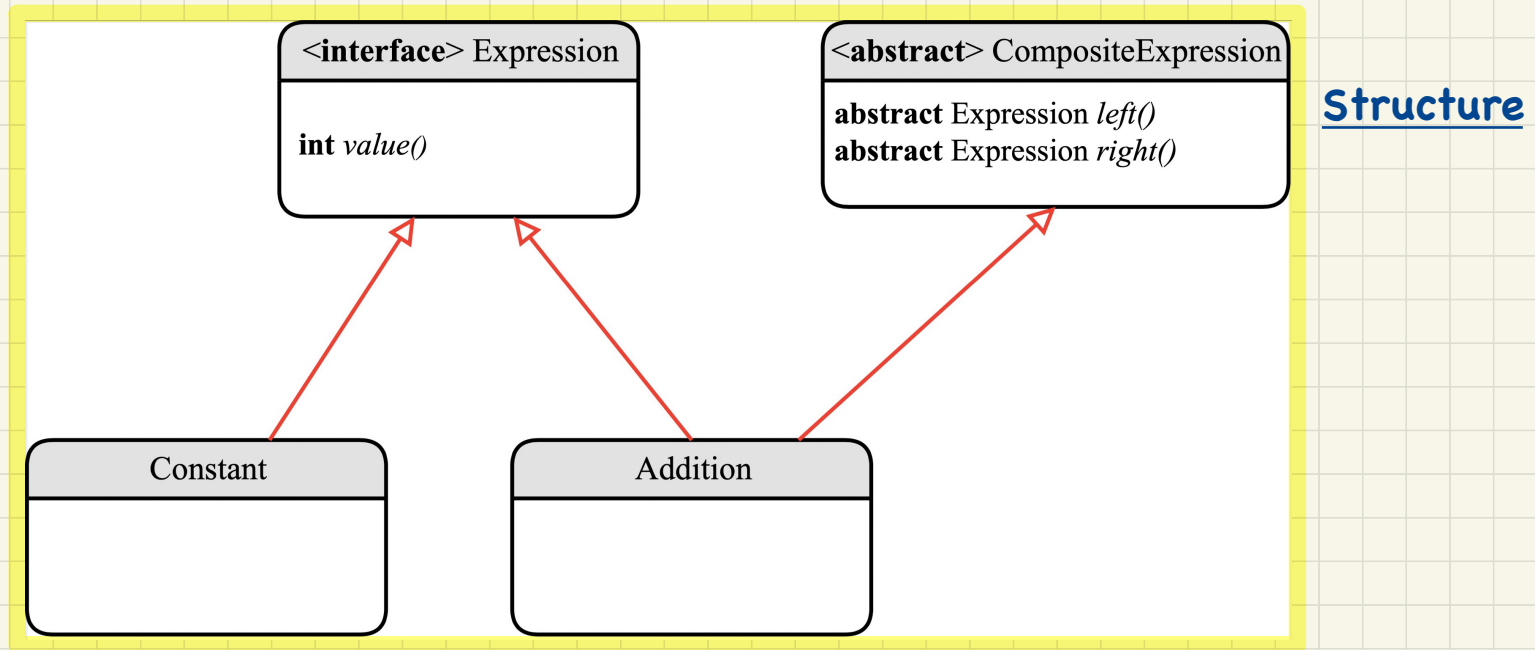 <interface> Expression
int value()
<abstract> CompositeExpression
abstract Expression left()
abstract Expression right()
Structure
Constant
Addition